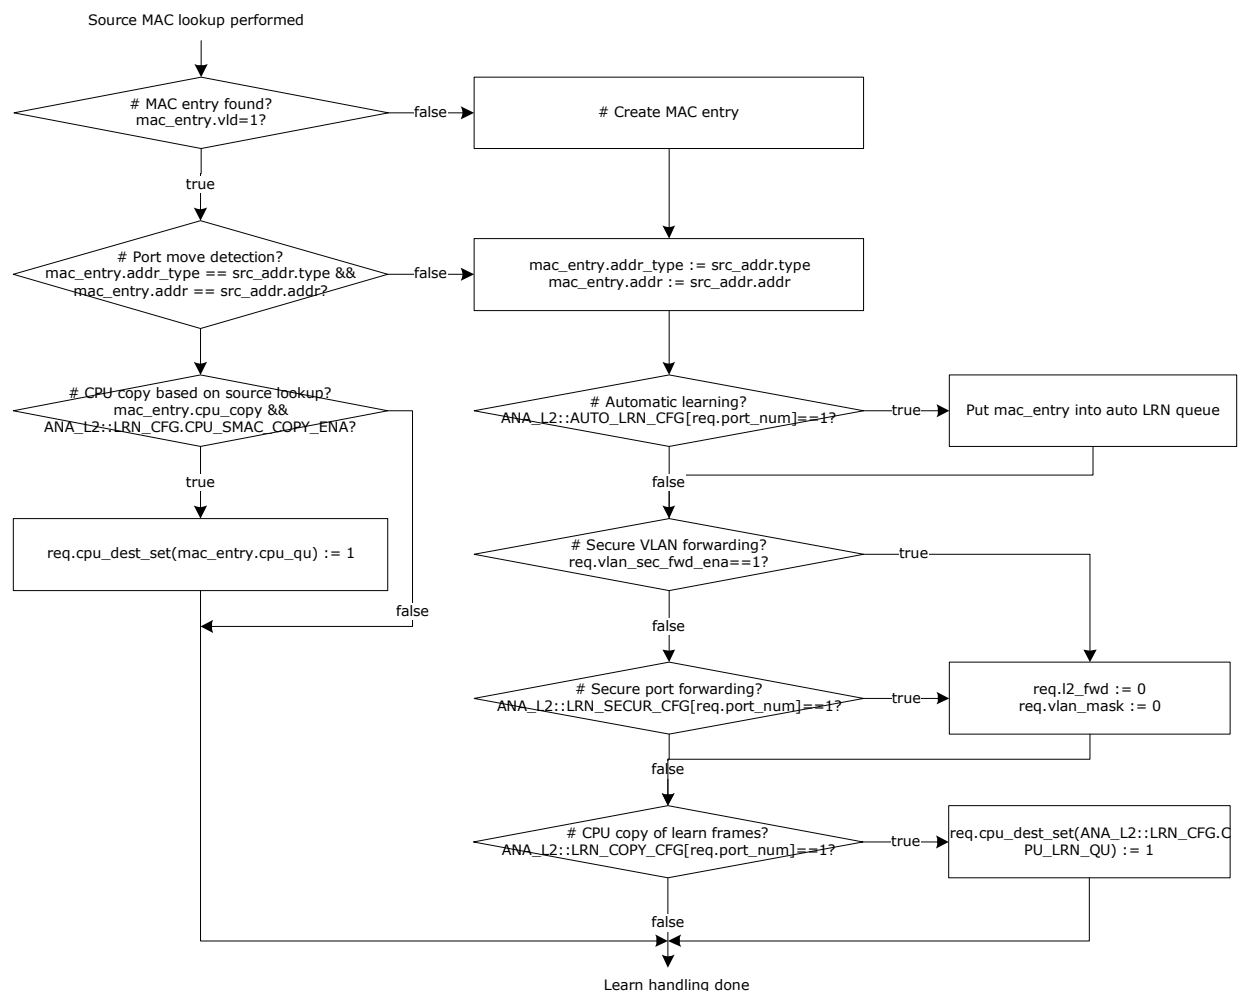 Source MAC lookup performed
# MAC entry found?
mac_entry.vld=1?
false
# Create MAC entry
true
# Port move detection?
mac_entry.addr_type == src_addr.type &&
mac_entry.addr == src_addr.addr?
false
mac_entry.addr_type := src_addr.type
mac_entry.addr := src_addr.addr
# CPU copy based on source lookup?
mac_entry.cpu_copy &&
ANA_L2::LRN_CFG.CPU_SMAC_COPY_ENA?
# Automatic learning?
ANA_L2::AUTO_LRN_CFG[req.port_num]==1?
true
Put mac_entry into auto LRN queue
true
false
req.cpu_dest_set(mac_entry.cpu_qu) := 1
# Secure VLAN forwarding?
req.vlan_sec_fwd_ena==1?
true
false
false
# Secure port forwarding?
ANA_L2::LRN_SECUR_CFG[req.port_num]==1?
true
req.l2_fwd := 0
req.vlan_mask := 0
false
# CPU copy of learn frames?
ANA_L2::LRN_COPY_CFG[req.port_num]==1?
true
req.cpu_dest_set(ANA_L2::LRN_CFG.C
PU_LRN_QU) := 1
false
Learn handling done